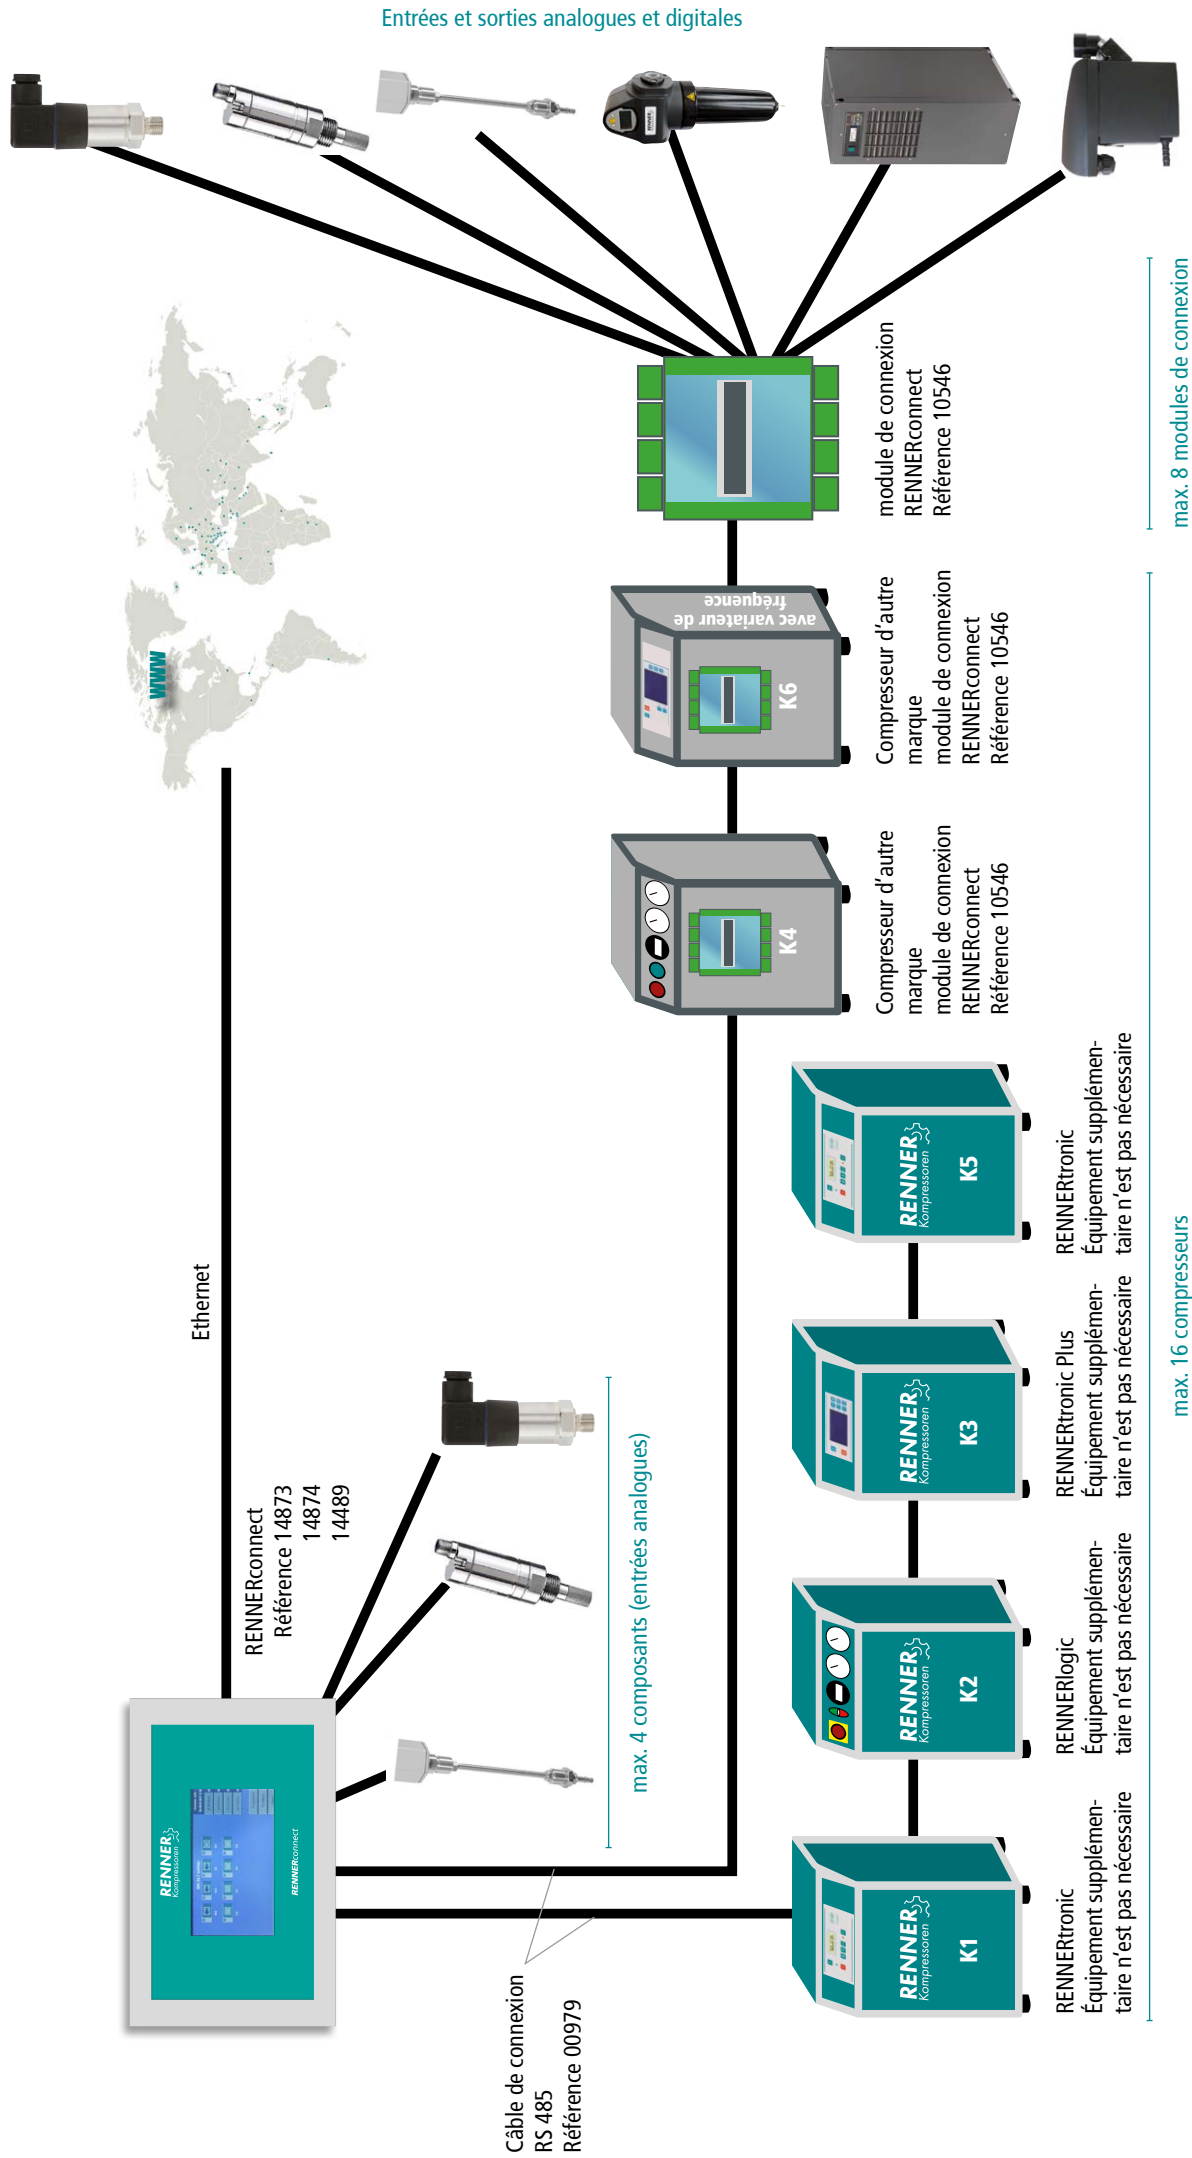 Entrées et sorties analogues et digitales
www
Ethernet
RENNERconnect
Référence 14873
14874
14489
RENNER
Kompressoren
RENNERconnect
max. 4 composants (entrées analogues)
Câble de connexion
RS 485
Référence 00979
RENNER
Kompressoren
K1
RENNERtronic
Équipement supplémen-
taire n'est pas nécessaire
RENNER
Kompressoren
K2
RENNERlogic
Équipement supplémen-
taire n'est pas nécessaire
RENNER
Kompressoren
K3
RENNERtronic Plus
Équipement supplémen-
taire n'est pas nécessaire
RENNER
Kompressoren
K5
RENNERtronic
Équipement supplémen-
taire n'est pas nécessaire
K4
Compresseur d'autre
marque
module de connexion
RENNERconnect
Référence 10546
K6
avec variateur de
fréquence
Compresseur d'autre
marque
module de connexion
RENNERconnect
Référence 10546
module de connexion
RENNERconnect
Référence 10546
RENNER
max. 16 compresseurs
max. 8 modules de connexion